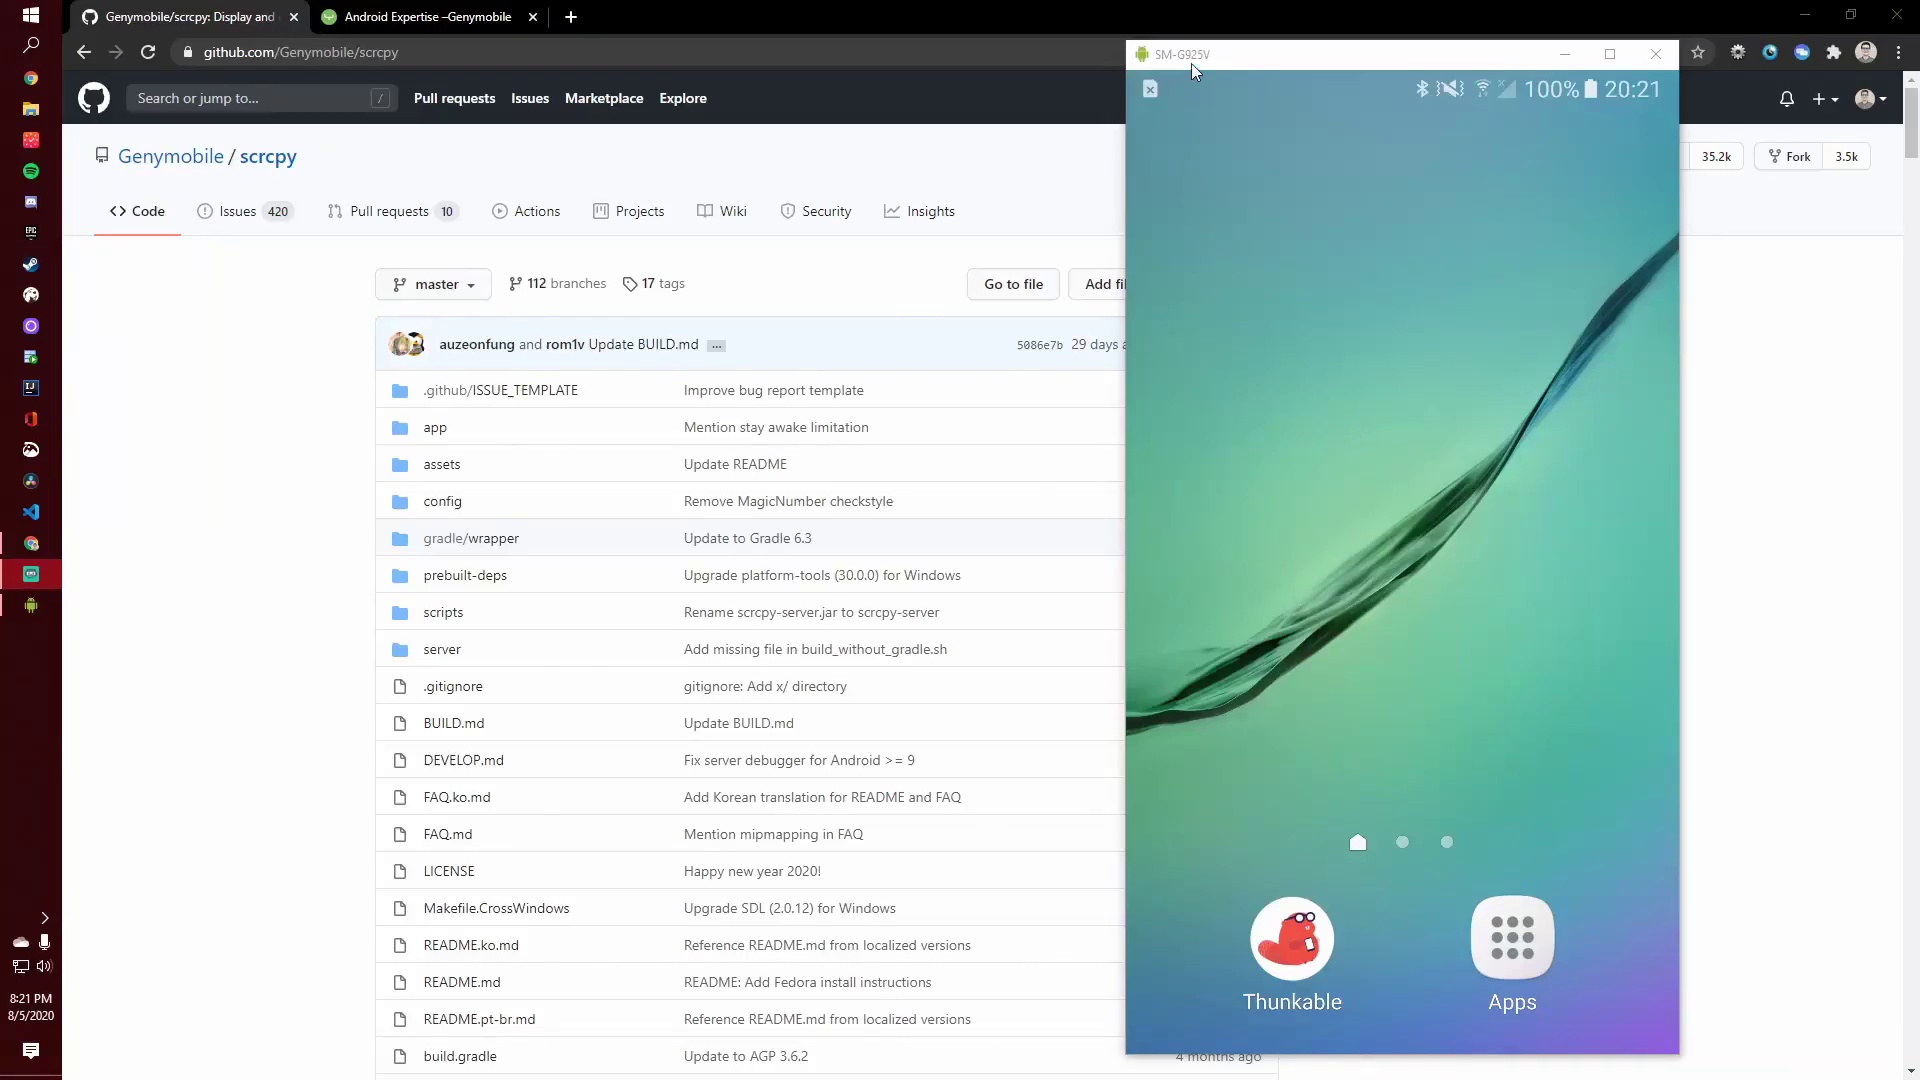 Genymobile/scrcpy: Display and
Android Expertise –Genymobile
github.com/Genymobile/scrcpy
SM-G925V
100% 20:21
Search or jump to...
/
Pull requests
Issues
Marketplace
Explore
Genymobile / scrcpy
35.2k
Fork
3.5k
Code
Issues 420
Pull requests 10
Actions
Projects
Wiki
Security
Insights
master
112 branches
17 tags
Go to file
Add fi
auzeonfung and rom1v Update BUILD.md ...
5086e7b 29 days a
.github/ISSUE_TEMPLATE Improve bug report template
app Mention stay awake limitation
assets Update README
config Remove MagicNumber checkstyle
gradle/wrapper Update to Gradle 6.3
prebuilt-deps Upgrade platform-tools (30.0.0) for Windows
scripts Rename scrcpy-server.jar to scrcpy-server
server Add missing file in build_without_gradle.sh
.gitignore gitignore: Add x/ directory
BUILD.md Update BUILD.md
DEVELOP.md Fix server debugger for Android >= 9
FAQ.ko.md Add Korean translation for README and FAQ
FAQ.md Mention mipmapping in FAQ
LICENSE Happy new year 2020!
Makefile.CrossWindows Upgrade SDL (2.0.12) for Windows
README.ko.md Reference README.md from localized versions
README.md README: Add Fedora install instructions
README.pt-br.md Reference README.md from localized versions
build.gradle Update to AGP 3.6.2 4 months ago
Thunkable
Apps
EPIC
IJ
8:21 PM
8/5/2020